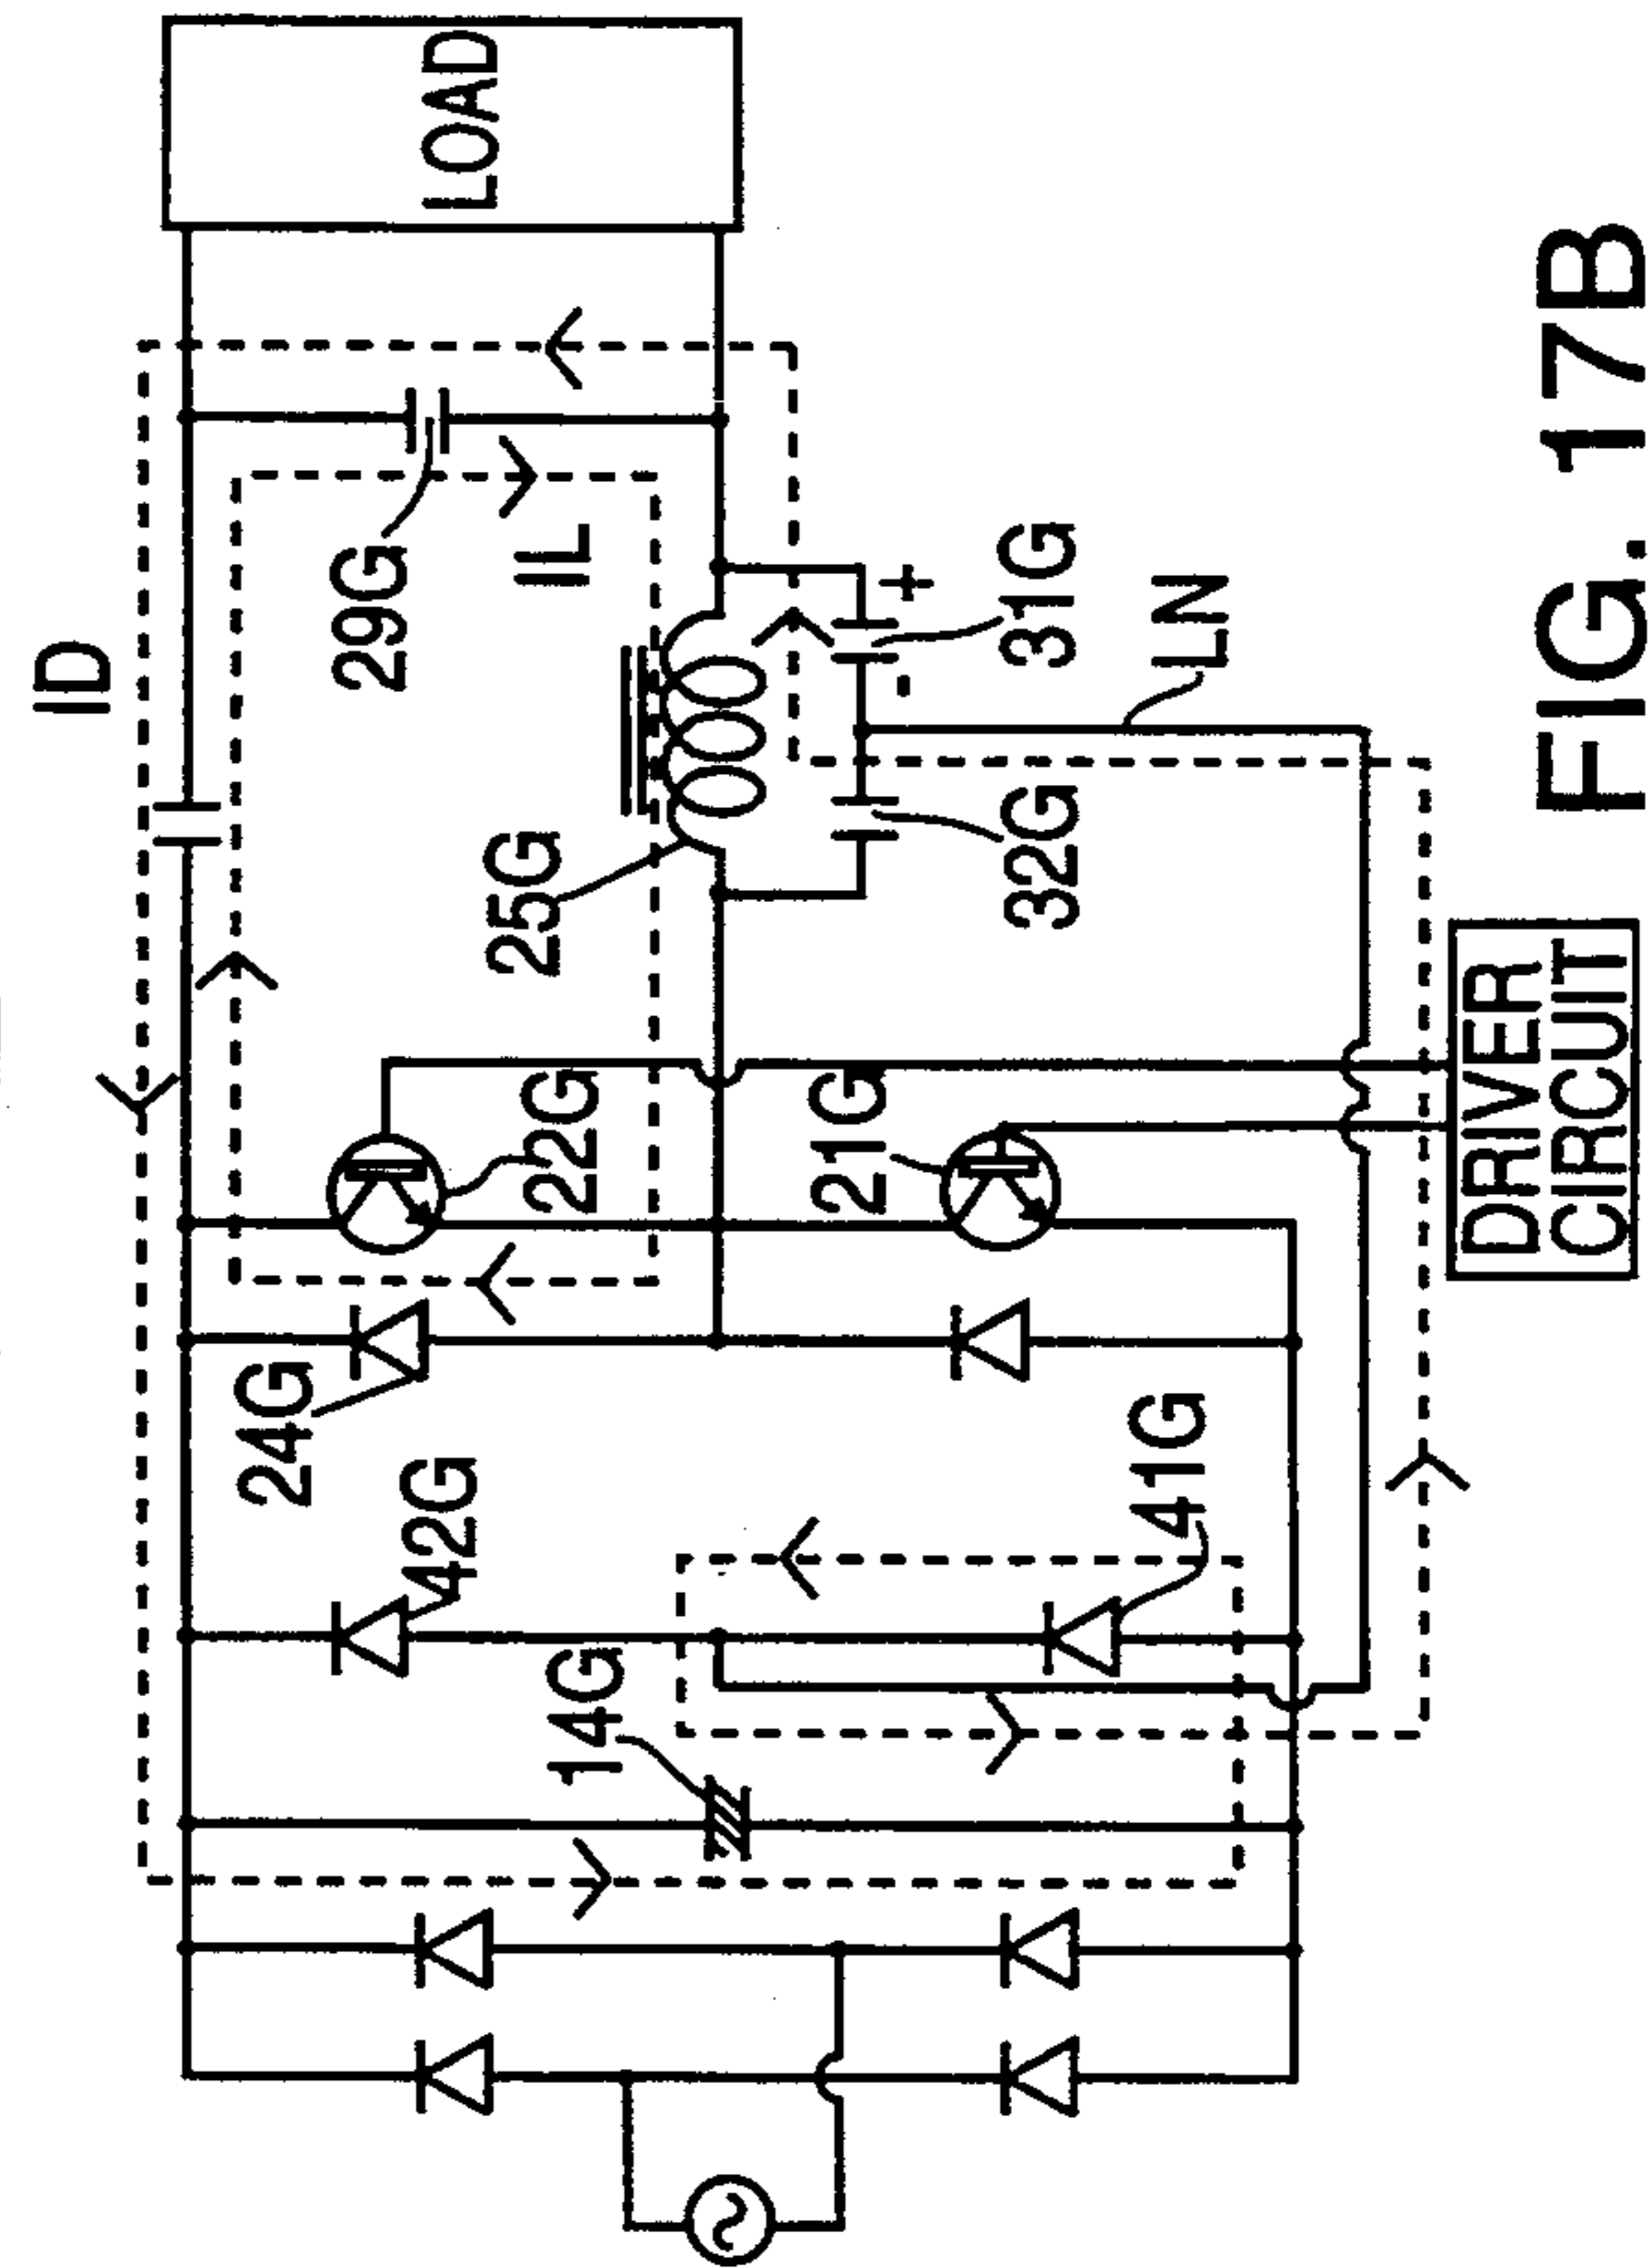 ID
LOAD
29G
IL
24G
42G
22G
25G
14G
21G
31G
+
-
32G
41G
LN
DRIVER
CIRCUIT
FIG. 17B